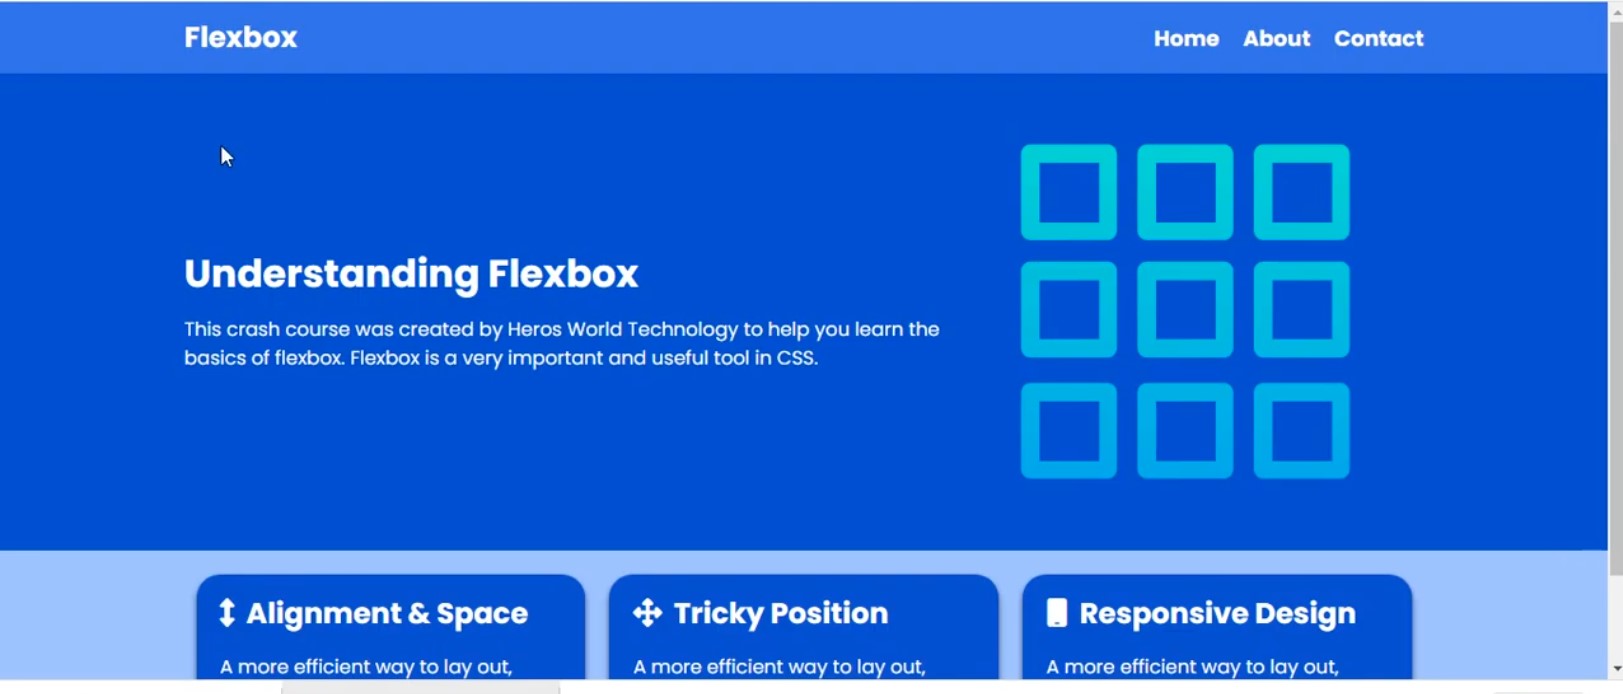 Flexbox
Home About Contact
Understanding Flexbox
This crash course was created by Heros World Technology to help you learn the
basics of flexbox. Flexbox is a very important and useful tool in CSS.
Alignment & Space
A more efficient way to lay out,
Tricky Position
A more efficient way to lay out,
Responsive Design
A more efficient way to lay out,